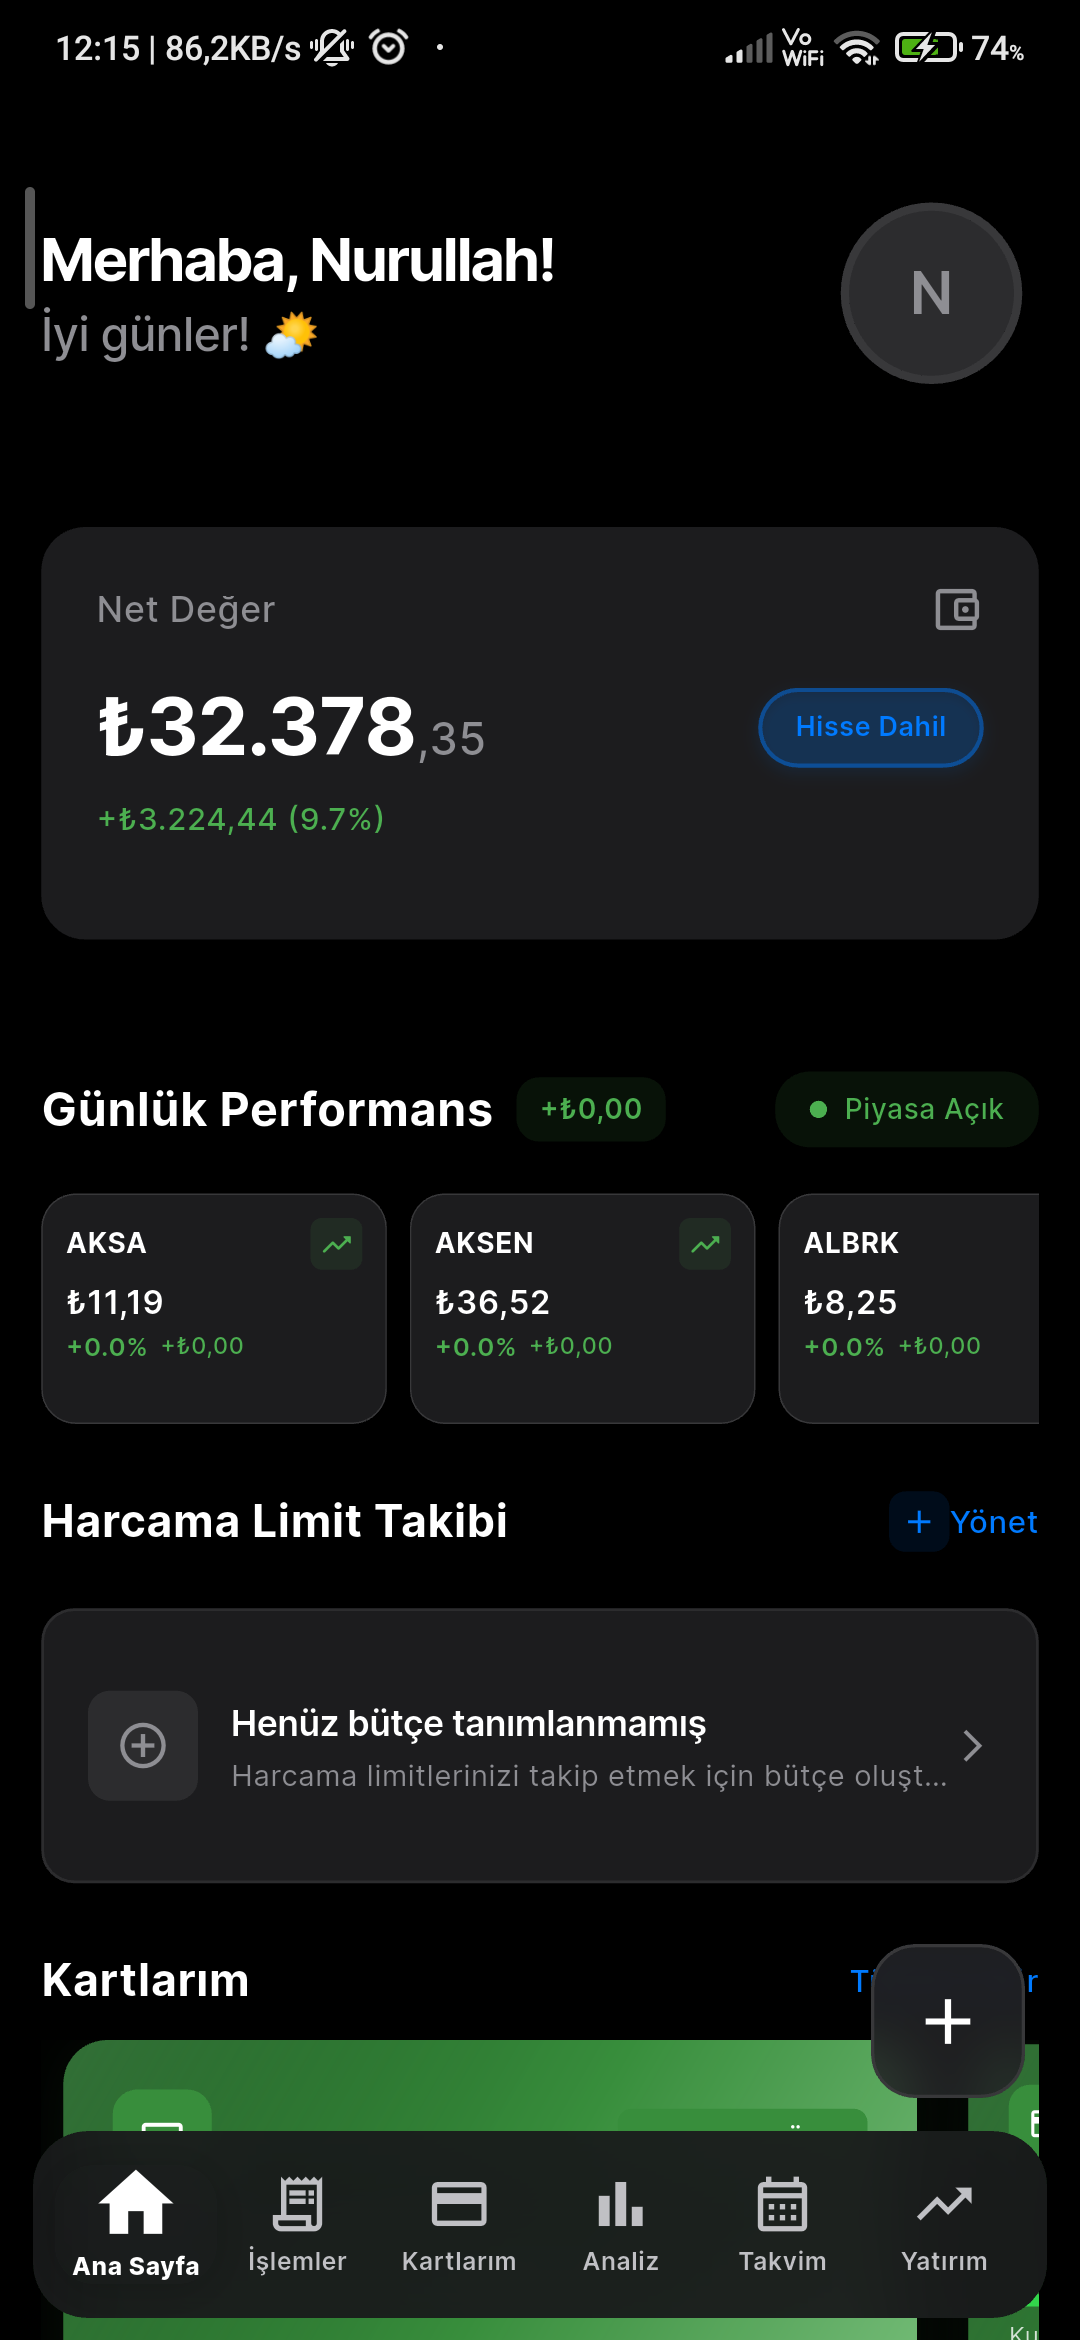 12:15 | 86,2KB/s
Vo WiFi
74%
Merhaba, Nurullah!
N
İyi günler!
Net Değer
₺32.378,35
Hisse Dahil
+₺3.224,44 (9.7%)
Günlük Performans
+₺0,00
Piyasa Açık
AKSA
₺11,19
+0.0% +₺0,00
AKSEN
₺36,52
+0.0% +₺0,00
ALBRK
₺8,25
+0.0% +₺0,00
Harcama Limit Takibi
+ Yönet
Henüz bütçe tanımlanmamış
Harcama limitlerinizi takip etmek için bütçe oluşt...
Kartlarım
Ana Sayfa
İşlemler
Kartlarım
Analiz
Takvim
Yatırım